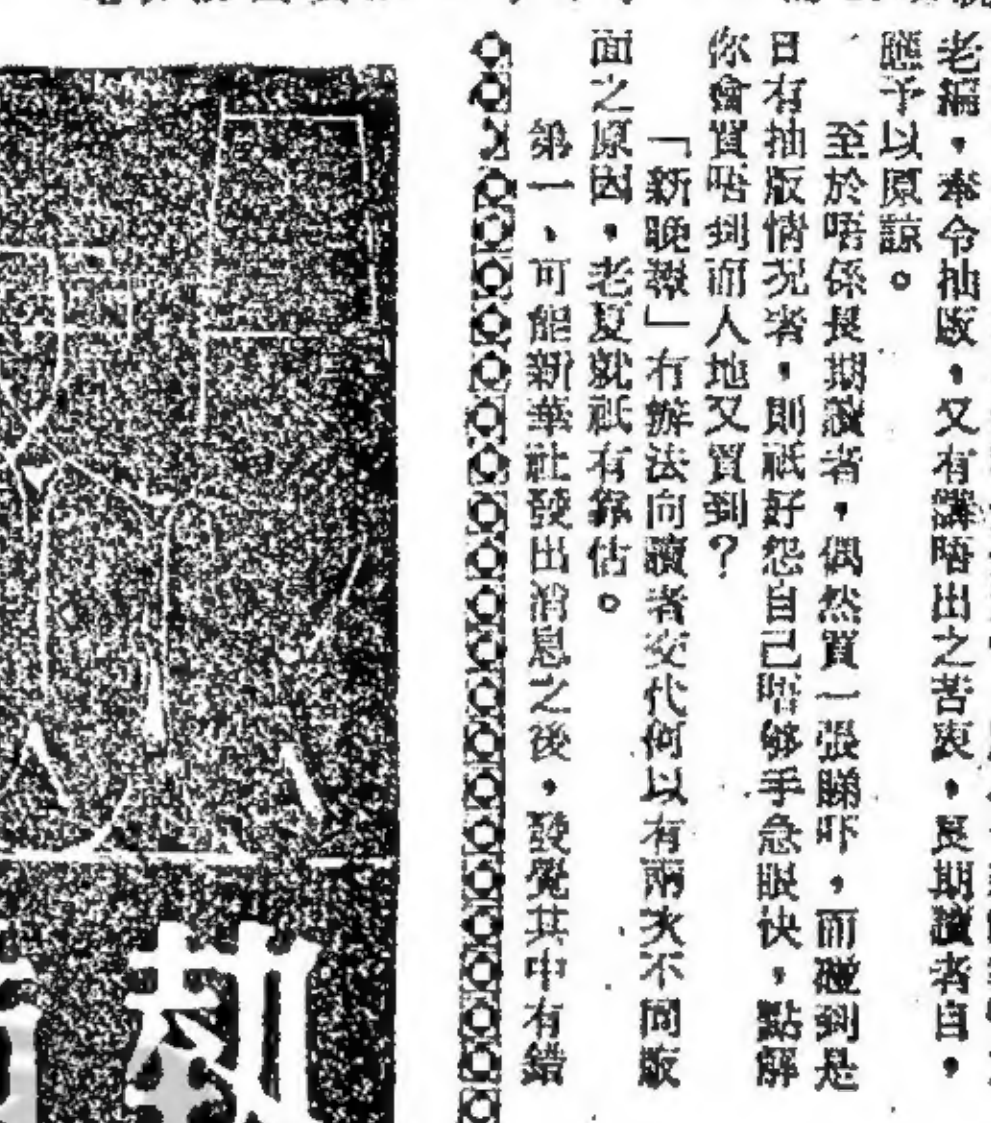 老編，奉令抽版，又有講唔出之苦衷，長期讀者自，
應予以原諒。
至於唔係長期讀者，偶然買一張睇吓，而碰到是
日有抽版情况者，則祇好怨自己唔够手急眼快，點解
你會買唔到而人地又買到？
「新晚報」冇辦法向讀者交代何以有兩次不同版
面之原因，老夏就祇有靠估。
第一、可能新華社發出消息之後，發覺其中有錯